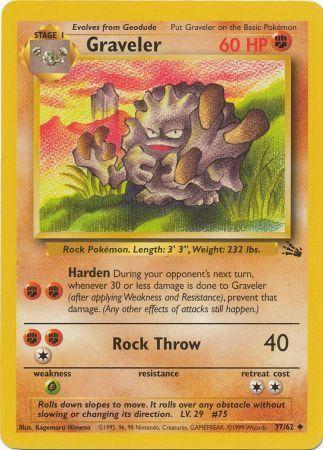 STAGE 1
Evolves from Geodude
Put Graveler on the Basic Pokémon
Graveler
60 HP
Rock Pokémon. Length: 3' 3", Weight: 232 lbs.
Harden During your opponent's next turn,
whenever 30 or less damage is done to Graveler
(after applying Weakness and Resistance), prevent that
damage. (Any other effects of attacks still happen.)
Rock Throw 40
weakness resistance retreat cost
Rolls down slopes to move. It rolls over any obstacle without
slowing or changing its direction. LV. 29 #75
Illus. Kagemaru Himeno ©1995, 96, 98 Nintendo, Creatures, GAMEFREAK. ©1999 Wizards. 37/62